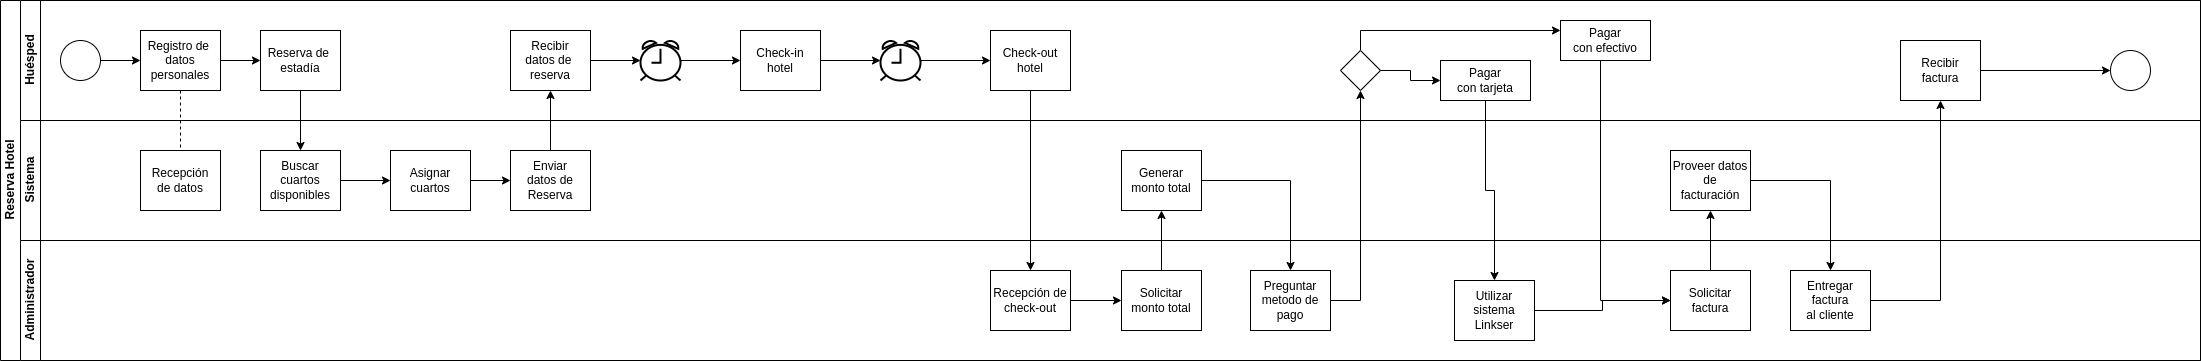 Reserva Hotel
Huésped
Registro de
datos
personales
Reserva de
estadía
Recibir
datos de
reserva
Check-in
hotel
Check-out
hotel
Pagar
con tarjeta
Pagar
con efectivo
Recibir
factura
Sistema
Recepción
de datos
Buscar
cuartos
disponibles
Asignar
cuartos
Enviar
datos de
Reserva
Generar
monto total
Proveer datos
de
facturación
Administrador
Recepción de
check-out
Solicitar
monto total
Preguntar
metodo de
pago
Utilizar
sistema
Linkser
Solicitar
factura
Entregar
factura
al cliente